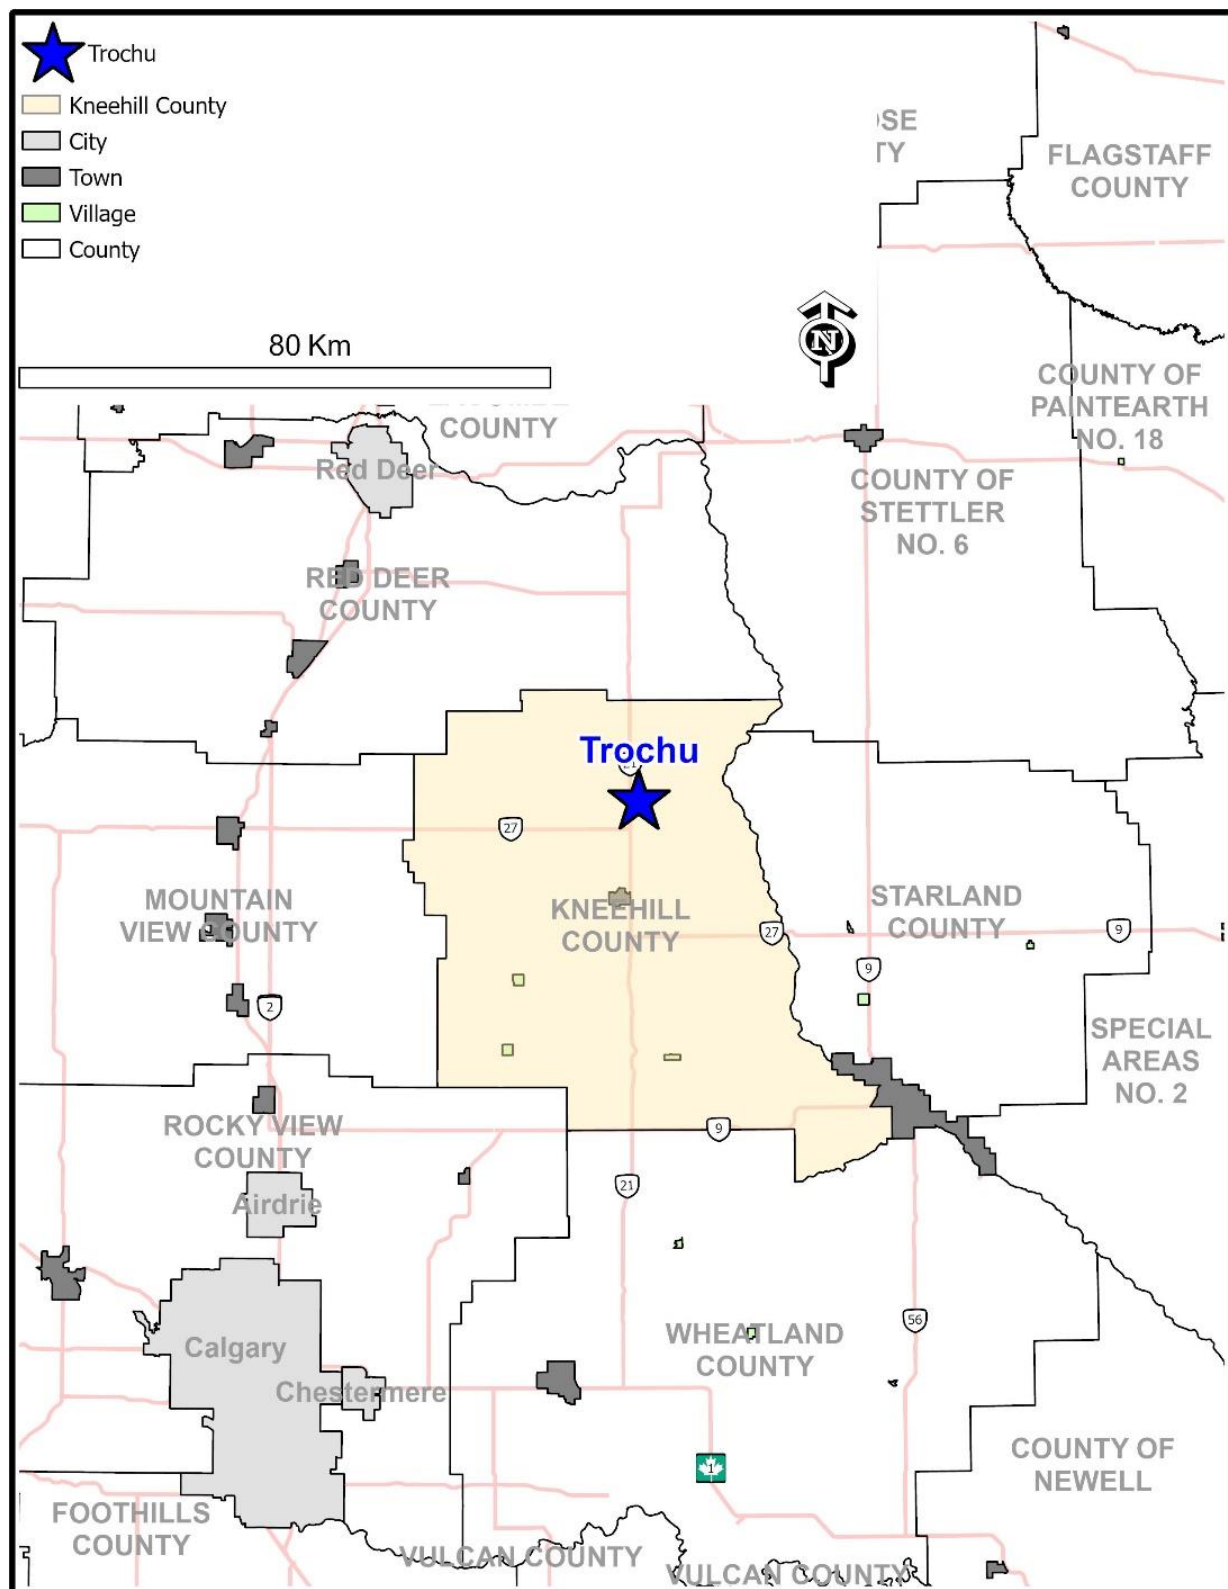 Trochu
Kneehill County
City
Town
Village
County
80 Km
N
FLAGSTAFF
COUNTY
COUNTY OF
PAINTEARTH
NO. 18
COUNTY
Red Deer
COUNTY OF
STETTLER
NO. 6
RED DEER
COUNTY
Trochu
21
27
MOUNTAIN
VIEW COUNTY
KNEEHILL
COUNTY
27
STARLAND
COUNTY
9
9
2
SPECIAL
AREAS
NO. 2
ROCKY VIEW
COUNTY
9
Airdrie
21
Calgary
Chestermere
WHEATLAND
COUNTY
56
1
COUNTY OF
NEWELL
FOOTHILLS
COUNTY
VULCAN COUNTY
VULCAN COUNTY